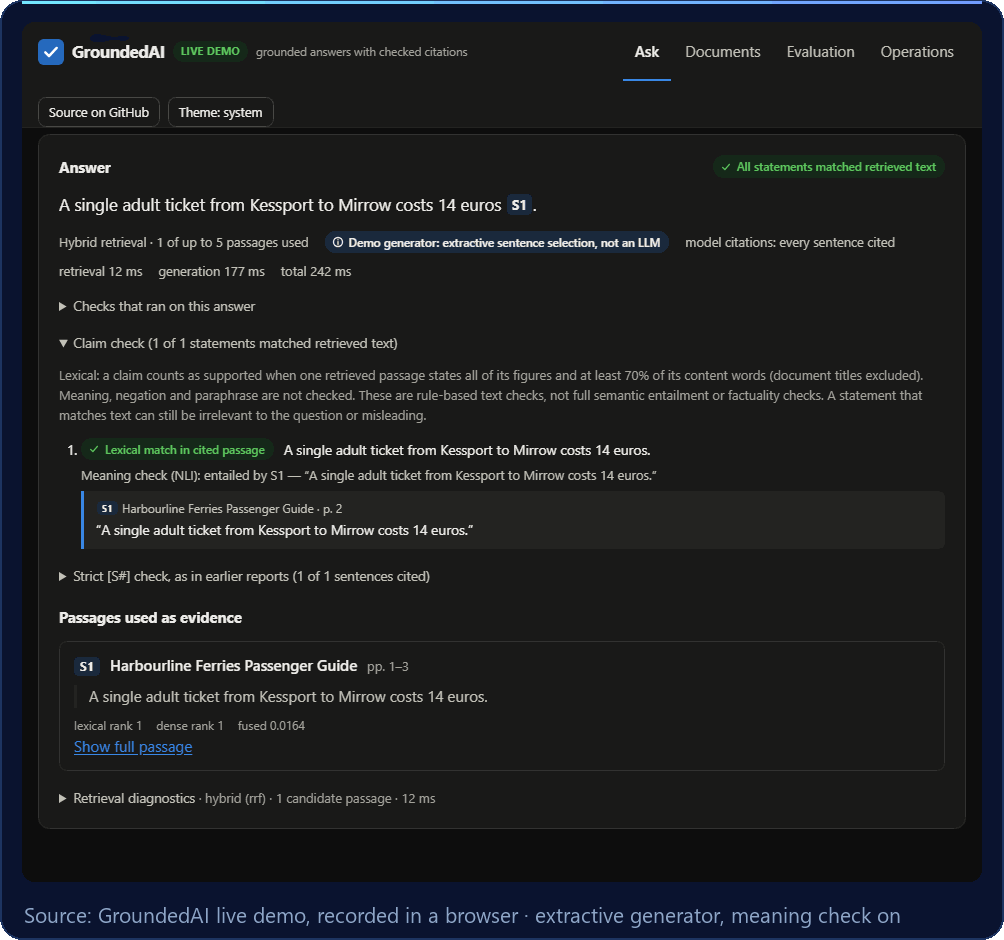 GroundedAI LIVE DEMO grounded answers with checked citations Ask Documents Evaluation Operations
Source on GitHub Theme: system
Answer ✓ All statements matched retrieved text
A single adult ticket from Kessport to Mirrow costs 14 euros S1 .
Hybrid retrieval · 1 of up to 5 passages used ⓘ Demo generator: extractive sentence selection, not an LLM model citations: every sentence cited
retrieval 12 ms generation 177 ms total 242 ms
▶ Checks that ran on this answer
▼ Claim check (1 of 1 statements matched retrieved text)
Lexical: a claim counts as supported when one retrieved passage states all of its figures and at least 70% of its content words (document titles excluded).
Meaning, negation and paraphrase are not checked. These are rule-based text checks, not full semantic entailment or factuality checks. A statement that
matches text can still be irrelevant to the question or misleading.
1. ✓ Lexical match in cited passage A single adult ticket from Kessport to Mirrow costs 14 euros.
Meaning check (NLI): entailed by S1 — “A single adult ticket from Kessport to Mirrow costs 14 euros.”
S1 Harbourline Ferries Passenger Guide · p. 2
“A single adult ticket from Kessport to Mirrow costs 14 euros.”
▶ Strict [S#] check, as in earlier reports (1 of 1 sentences cited)
Passages used as evidence
S1 Harbourline Ferries Passenger Guide pp. 1–3
A single adult ticket from Kessport to Mirrow costs 14 euros.
lexical rank 1 dense rank 1 fused 0.0164
Show full passage
▶ Retrieval diagnostics · hybrid (rrf) · 1 candidate passage · 12 ms
Source: GroundedAI live demo, recorded in a browser · extractive generator, meaning check on